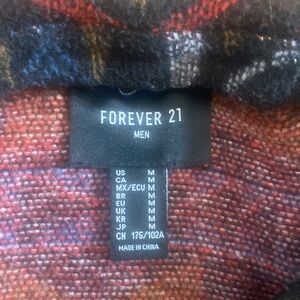 FOREVER 21
MEN
US M
CA M
MX/ECU M
BR M
EU M
UK M
KR M
JP M
CN 175/102A
MADE IN CHINA